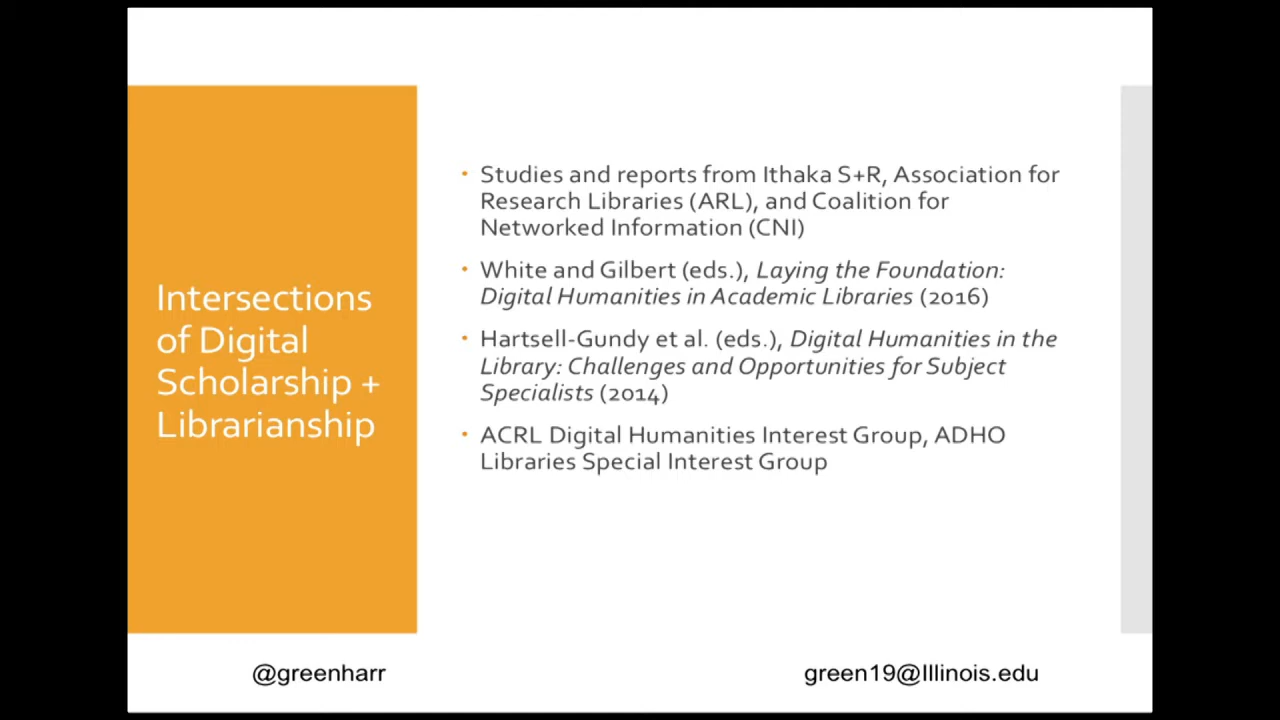 Intersections
of Digital
Scholarship +
Librarianship
• Studies and reports from Ithaka S+R, Association for
Research Libraries (ARL), and Coalition for
Networked Information (CNI)
• White and Gilbert (eds.), Laying the Foundation:
Digital Humanities in Academic Libraries (2016)
• Hartsell-Gundy et al. (eds.), Digital Humanities in the
Library: Challenges and Opportunities for Subject
Specialists (2014)
• ACRL Digital Humanities Interest Group, ADHO
Libraries Special Interest Group
@greenharr
green19@Illinois.edu